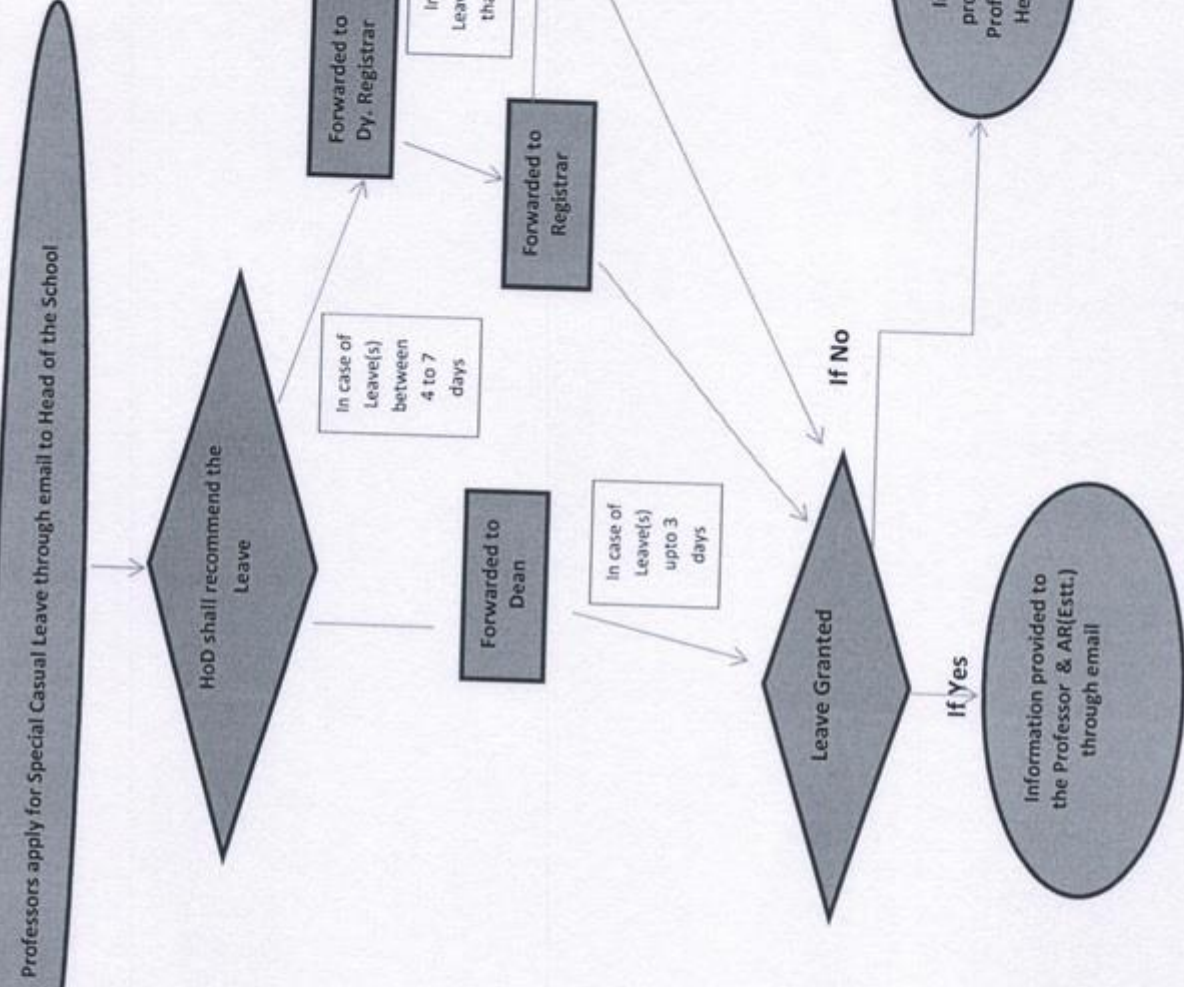 Professors apply for Special Casual Leave through email to Head of the School
HoD shall recommend the
Leave
Forwarded to
Dy. Registrar
In case of
Leave(s)
between
4 to 7
days
Forwarded to
Registrar
Forwarded to
Dean
In case of
Leave(s)
upto 3
days
Leave Granted
If No
If Yes
Information provided to
the Professor & AR(Estt.)
through email